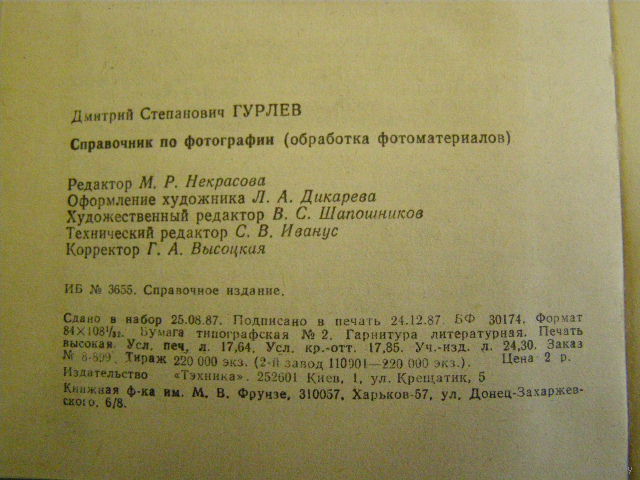 Дмитрий Степанович ГУРЛЕВ
Справочник по фотографии (обработка фотоматериалов)
Редактор М. Р. Некрасова
Оформление художника Л. А. Дикарева
Художественный редактор В. С. Шапошников
Технический редактор С. В. Иванус
Корректор Г. А. Высоцкая
ИБ № 3655. Справочное издание.
Сдано в набор 25.08.87. Подписано в печать 24.12.87. БФ 30174. Формат
84×108¹/₃₂. Бумага типографская № 2. Гарнитура литературная. Печать
высокая. Усл. печ. л. 17,64. Усл. кр.-отт. 17,85. Уч.-изд. л. 24,30. Заказ
№ 8-899. Тираж 220 000 экз. (2-й завод 110 901—220 000 экз.). Цена 2 р.
Издательство «Тэхника». 252601 Киев, 1, ул. Крещатик, 5
Книжная ф-ка им. М. В. Фрунзе, 310057, Харьков-57, ул. Донец-Захаржев-
ского, 6/8.